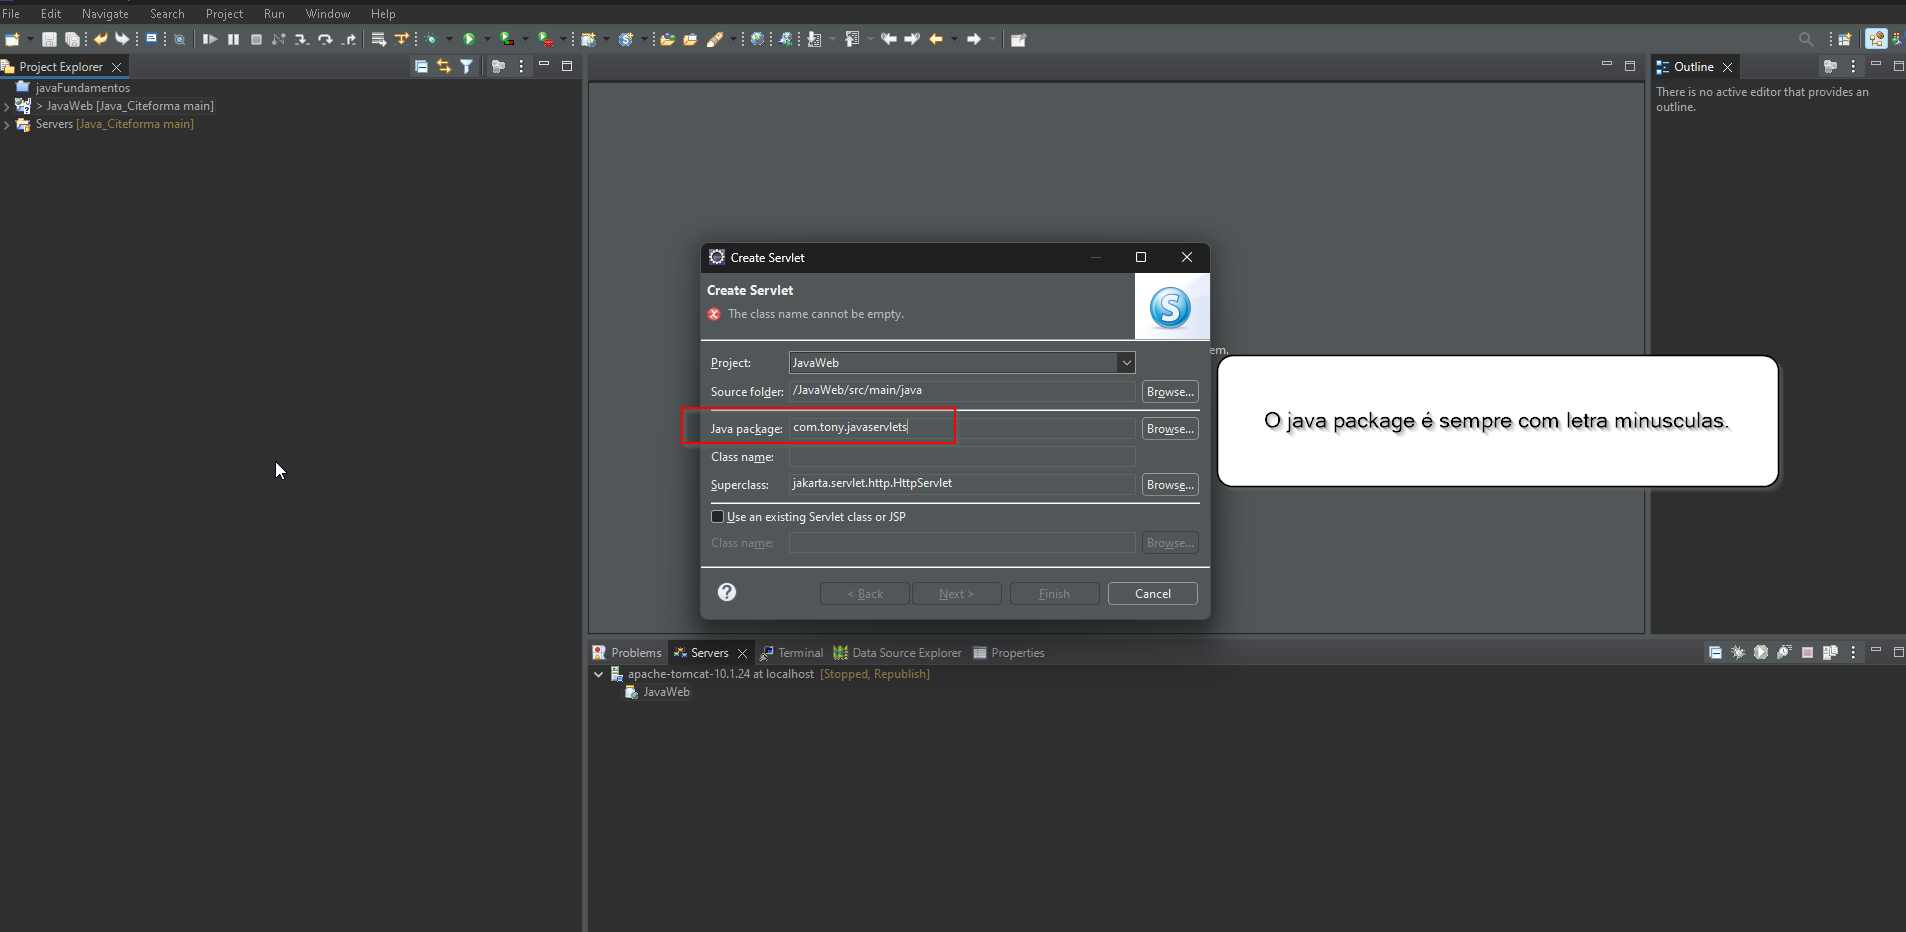 File Edit Navigate Search Project Run Window Help
Project Explorer
Outline
javaFundamentos
> JavaWeb [Java_Citeforma main]
Servers [Java_Citeforma main]
There is no active editor that provides an
outline.
Create Servlet
Create Servlet
The class name cannot be empty.
em.
Project: JavaWeb
Source folder: /JavaWeb/src/main/java Browse...
Java package: com.tony.javaservlets Browse...
O java package é sempre com letra minusculas.
Class name:
Superclass: jakarta.servlet.http.HttpServlet Browse...
Use an existing Servlet class or JSP
Class name: Browse...
? < Back Next > Finish Cancel
Problems Servers Terminal Data Source Explorer Properties
apache-tomcat-10.1.24 at localhost [Stopped, Republish]
JavaWeb